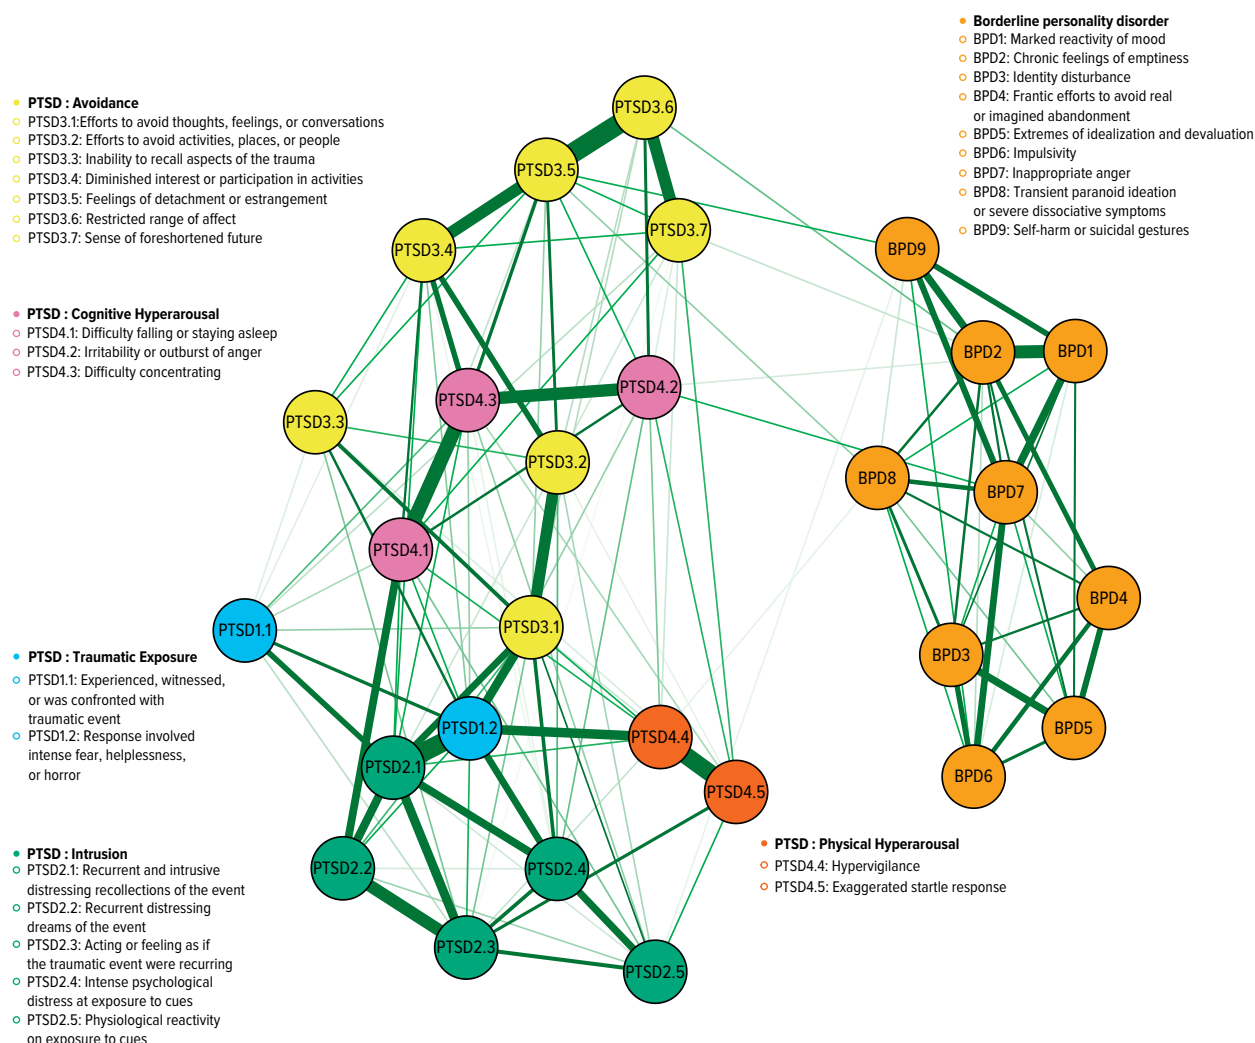 Borderline personality disorder
BPD1: Marked reactivity of mood
BPD2: Chronic feelings of emptiness
BPD3: Identity disturbance
BPD4: Frantic efforts to avoid real
or imagined abandonment
BPD5: Extremes of idealization and devaluation
BPD6: Impulsivity
BPD7: Inappropriate anger
BPD8: Transient paranoid ideation
or severe dissociative symptoms
BPD9: Self-harm or suicidal gestures
PTSD : Avoidance
PTSD3.1:Efforts to avoid thoughts, feelings, or conversations
PTSD3.2: Efforts to avoid activities, places, or people
PTSD3.3: Inability to recall aspects of the trauma
PTSD3.4: Diminished interest or participation in activities
PTSD3.5: Feelings of detachment or estrangement
PTSD3.6: Restricted range of affect
PTSD3.7: Sense of foreshortened future
PTSD : Cognitive Hyperarousal
PTSD4.1: Difficulty falling or staying asleep
PTSD4.2: Irritability or outburst of anger
PTSD4.3: Difficulty concentrating
PTSD : Traumatic Exposure
PTSD1.1: Experienced, witnessed,
or was confronted with
traumatic event
PTSD1.2: Response involved
intense fear, helplessness,
or horror
PTSD : Intrusion
PTSD2.1: Recurrent and intrusive
distressing recollections of the event
PTSD2.2: Recurrent distressing
dreams of the event
PTSD2.3: Acting or feeling as if
the traumatic event were recurring
PTSD2.4: Intense psychological
distress at exposure to cues
PTSD2.5: Physiological reactivity
on exposure to cues
PTSD : Physical Hyperarousal
PTSD4.4: Hypervigilance
PTSD4.5: Exaggerated startle response
PTSD3.6
PTSD3.5
PTSD3.7
PTSD3.4
BPD9
BPD2
BPD1
PTSD4.3
PTSD4.2
PTSD3.3
PTSD3.2
BPD8
BPD7
PTSD4.1
BPD4
PTSD1.1
PTSD3.1
BPD3
PTSD1.2
PTSD4.4
BPD5
PTSD2.1
BPD6
PTSD4.5
PTSD2.2
PTSD2.4
PTSD2.3
PTSD2.5